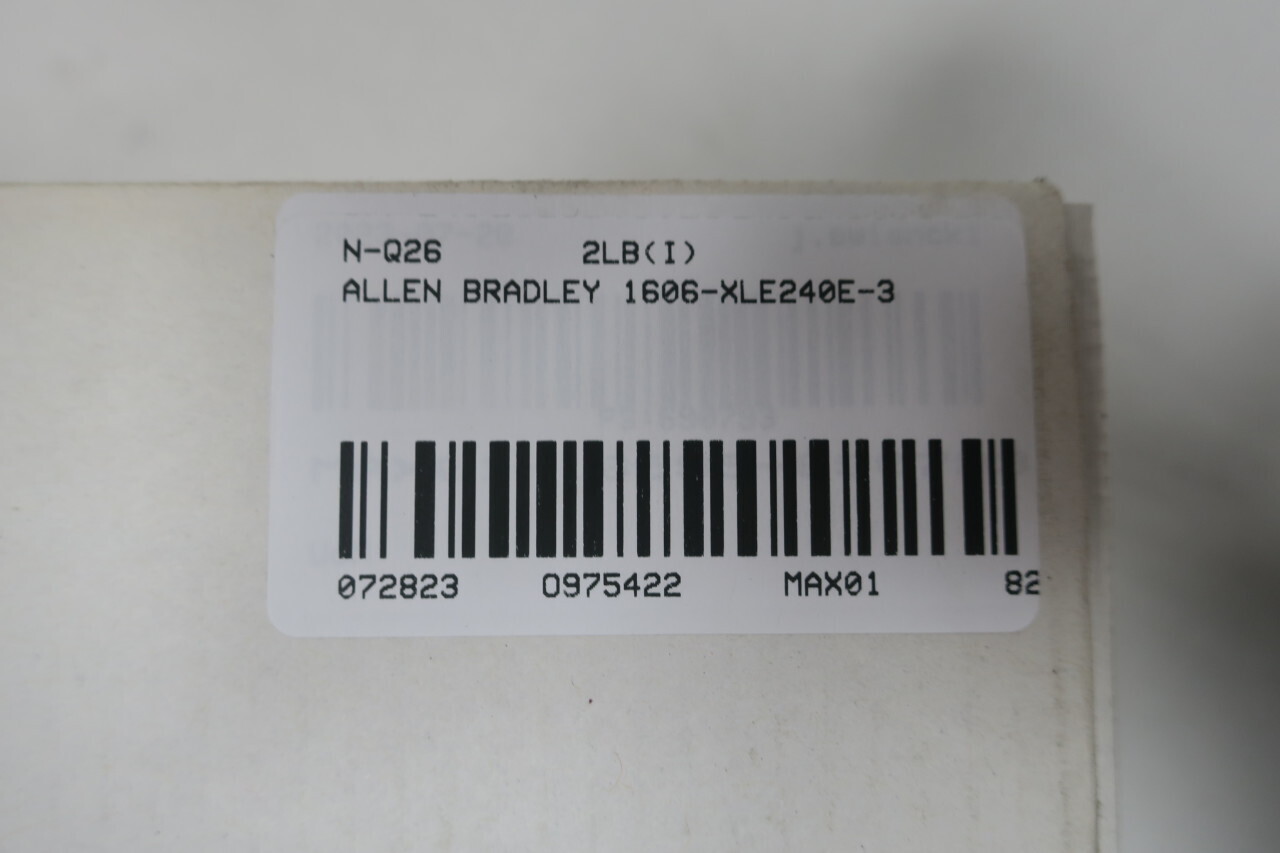 N-Q26 2LB(I)
ALLEN BRADLEY 1606-XLE240E-3
072823 0975422 MAX01 82